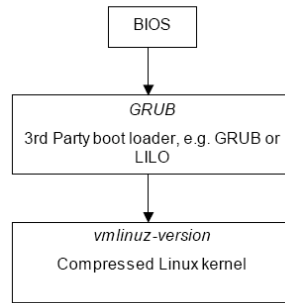 BIOS
GRUB
3rd Party boot loader, e.g. GRUB or
LILO
vmlinuz-version
Compressed Linux kernel